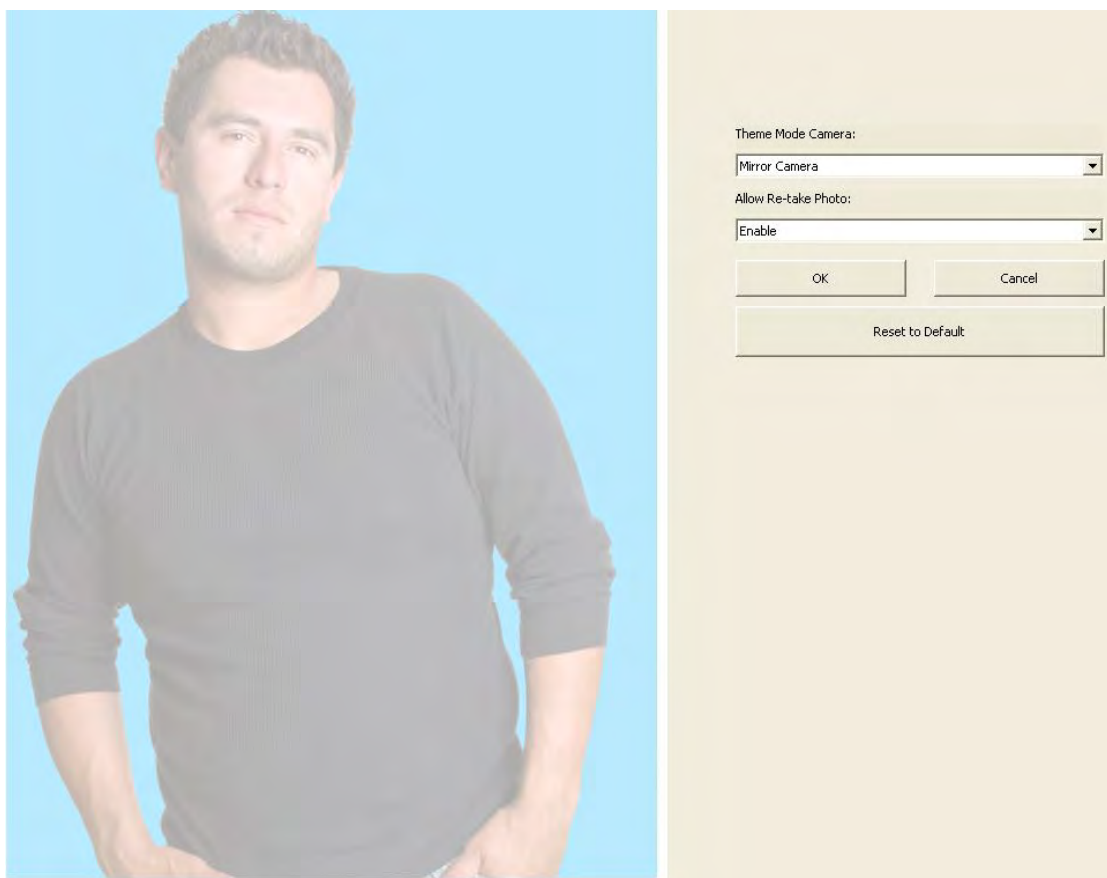 Theme Mode Camera:
Mirror Camera
Allow Re-take Photo:
Enable
OK Cancel
Reset to Default